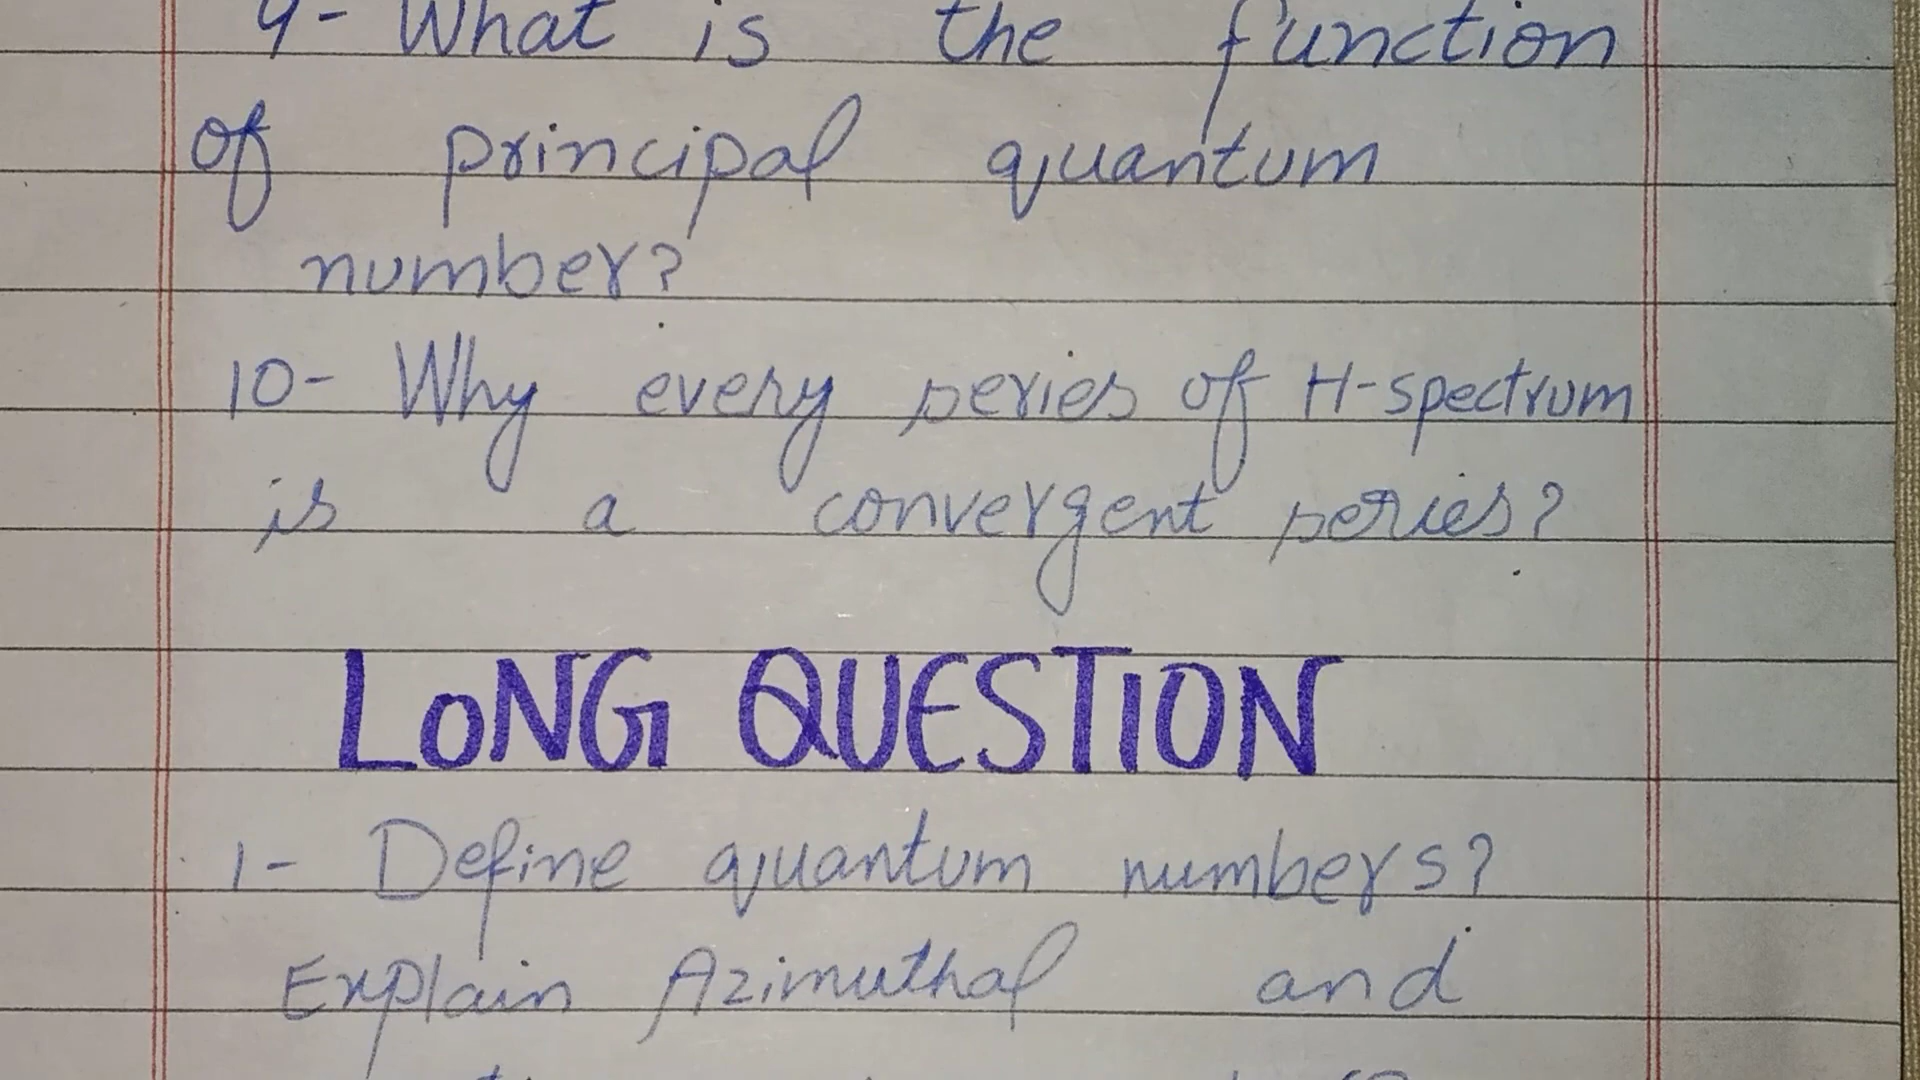 9- What is the function
of principal quantum
number?
10- Why every series of H-spectrum
is a convergent series?
LoNG QUESTION
1- Define quantum numbers?
Explain Azimuthal and